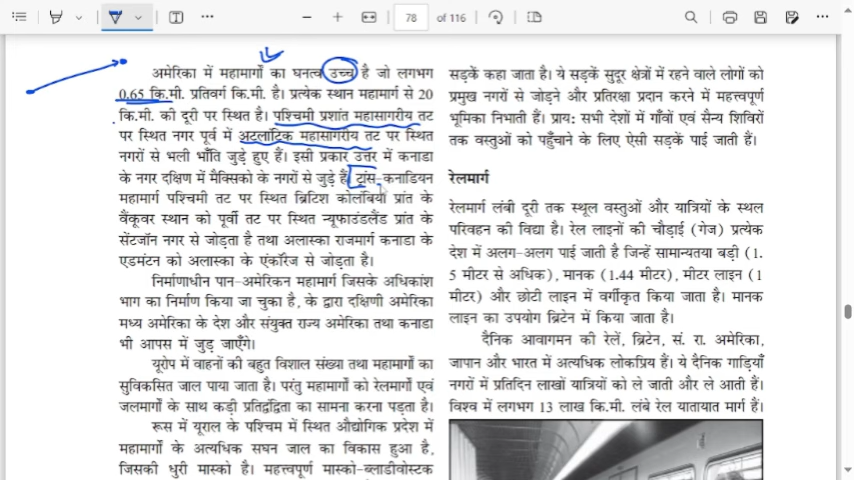 78 of 116
अमेरिका में महामार्गों का घनत्व उच्च है जो लगभग
0.65 कि.मी. प्रतिवर्ग कि.मी. है। प्रत्येक स्थान महामार्ग से 20
कि.मी. की दूरी पर स्थित है। पश्चिमी प्रशांत महासागरीय तट
पर स्थित नगर पूर्व में अटलांटिक महासागरीय तट पर स्थित
नगरों से भली भाँति जुड़े हुए हैं। इसी प्रकार उत्तर में कनाडा
के नगर दक्षिण में मैक्सिको के नगरों से जुड़े हैं ट्रांस-कनाडियन
महामार्ग पश्चिमी तट पर स्थित ब्रिटिश कोलंबिया प्रांत के
वैंकूवर स्थान को पूर्वी तट पर स्थित न्यूफाउंडलैंड प्रांत के
सेंटजॉन नगर से जोड़ता है तथा अलास्का राजमार्ग कनाडा के
एडमंटन को अलास्का के एंकॉरेज से जोड़ता है।
निर्माणाधीन पान-अमेरिकन महामार्ग जिसके अधिकांश
भाग का निर्माण किया जा चुका है, के द्वारा दक्षिणी अमेरिका
मध्य अमेरिका के देश और संयुक्त राज्य अमेरिका तथा कनाडा
भी आपस में जुड़ जाएँगे।
यूरोप में वाहनों की बहुत विशाल संख्या तथा महामार्गों का
सुविकसित जाल पाया जाता है। परंतु महामार्गों को रेलमार्गों एवं
जलमार्गों के साथ कड़ी प्रतिद्वंद्विता का सामना करना पड़ता है।
रूस में यूराल के पश्चिम में स्थित औद्योगिक प्रदेश में
महामार्गों के अत्यधिक सघन जाल का विकास हुआ है,
जिसकी धुरी मास्को है। महत्त्वपूर्ण मास्को-ब्लाडीवोस्टक
सड़कें कहा जाता है। ये सड़कें सुदूर क्षेत्रों में रहने वाले लोगों को
प्रमुख नगरों से जोड़ने और प्रतिरक्षा प्रदान करने में महत्त्वपूर्ण
भूमिका निभाती हैं। प्राय: सभी देशों में गाँवों एवं सैन्य शिविरों
तक वस्तुओं को पहुँचाने के लिए ऐसी सड़कें पाई जाती हैं।
रेलमार्ग
रेलमार्ग लंबी दूरी तक स्थूल वस्तुओं और यात्रियों के स्थल
परिवहन की विद्या है। रेल लाइनों की चौड़ाई (गेज) प्रत्येक
देश में अलग-अलग पाई जाती है जिन्हें सामान्यतया बड़ी (1.
5 मीटर से अधिक), मानक (1.44 मीटर), मीटर लाइन (1
मीटर) और छोटी लाइन में वर्गीकृत किया जाता है। मानक
लाइन का उपयोग ब्रिटेन में किया जाता है।
दैनिक आवागमन की रेलें, ब्रिटेन, सं. रा. अमेरिका,
जापान और भारत में अत्यधिक लोकप्रिय हैं। ये दैनिक गाड़ियाँ
नगरों में प्रतिदिन लाखों यात्रियों को ले जाती और ले आती हैं।
विश्व में लगभग 13 लाख कि.मी. लंबे रेल यातायात मार्ग हैं।